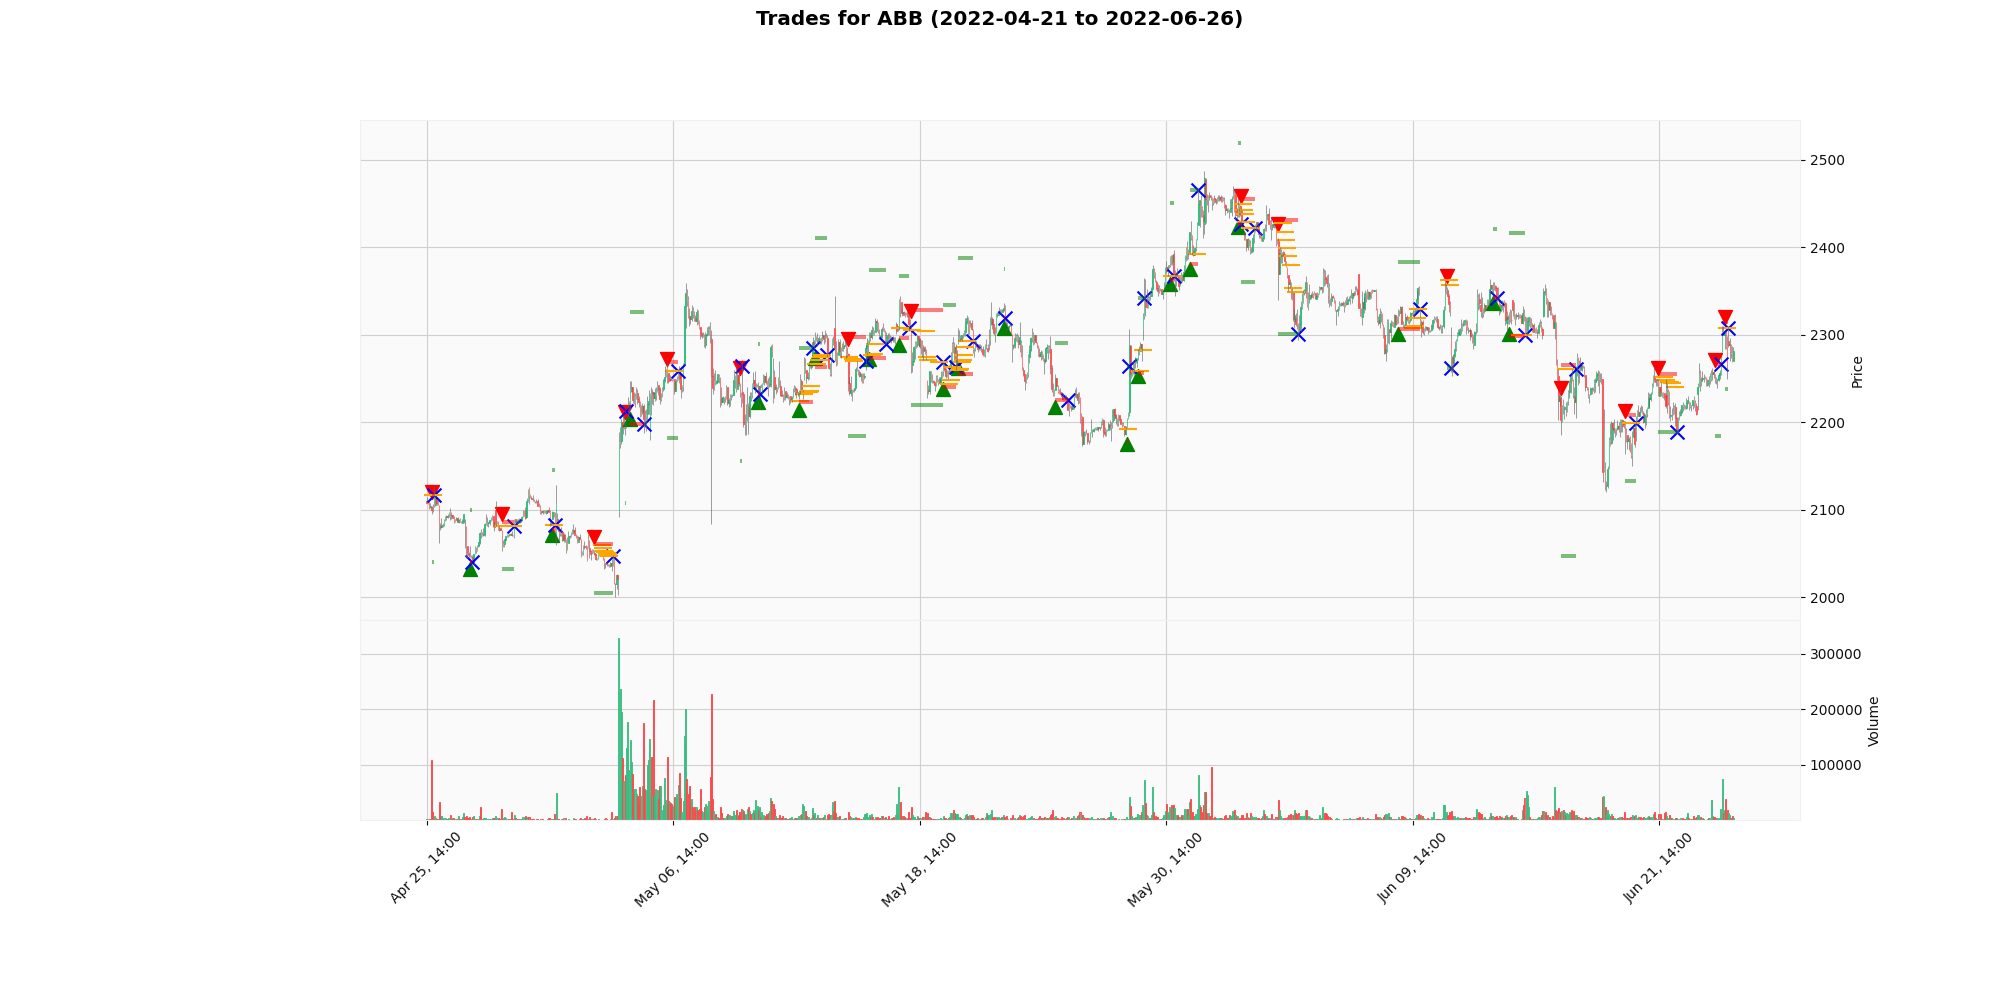 Trades for ABB (2022-04-21 to 2022-06-26)
2500
2400
2300
2200
2100
2000
Price
300000
200000
100000
Volume
Apr 25, 14:00
May 06, 14:00
May 18, 14:00
May 30, 14:00
Jun 09, 14:00
Jun 21, 14:00